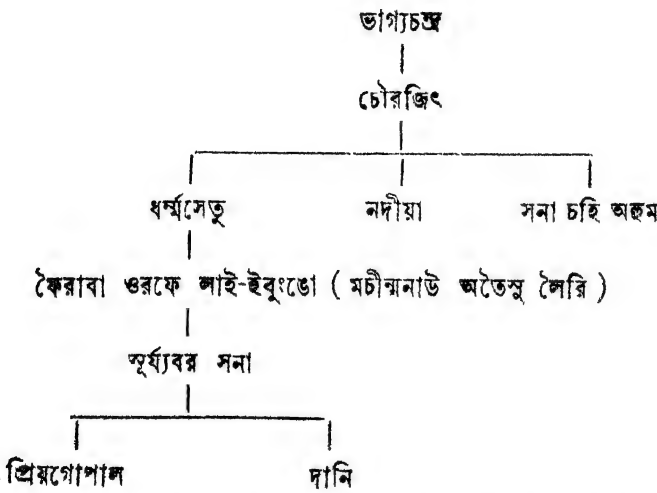 ভাগ্যচন্দ্র
চৌরজিৎ
ধর্ম্মসেতু নদীয়া সনা চহি অহুম
কৈরাবা ওরফে লাই-ইবুংঙো ( মচীন্মনাউ অতৈসু লৈরি )
সূর্য্যবর সনা
প্রিয়গোপাল দানি